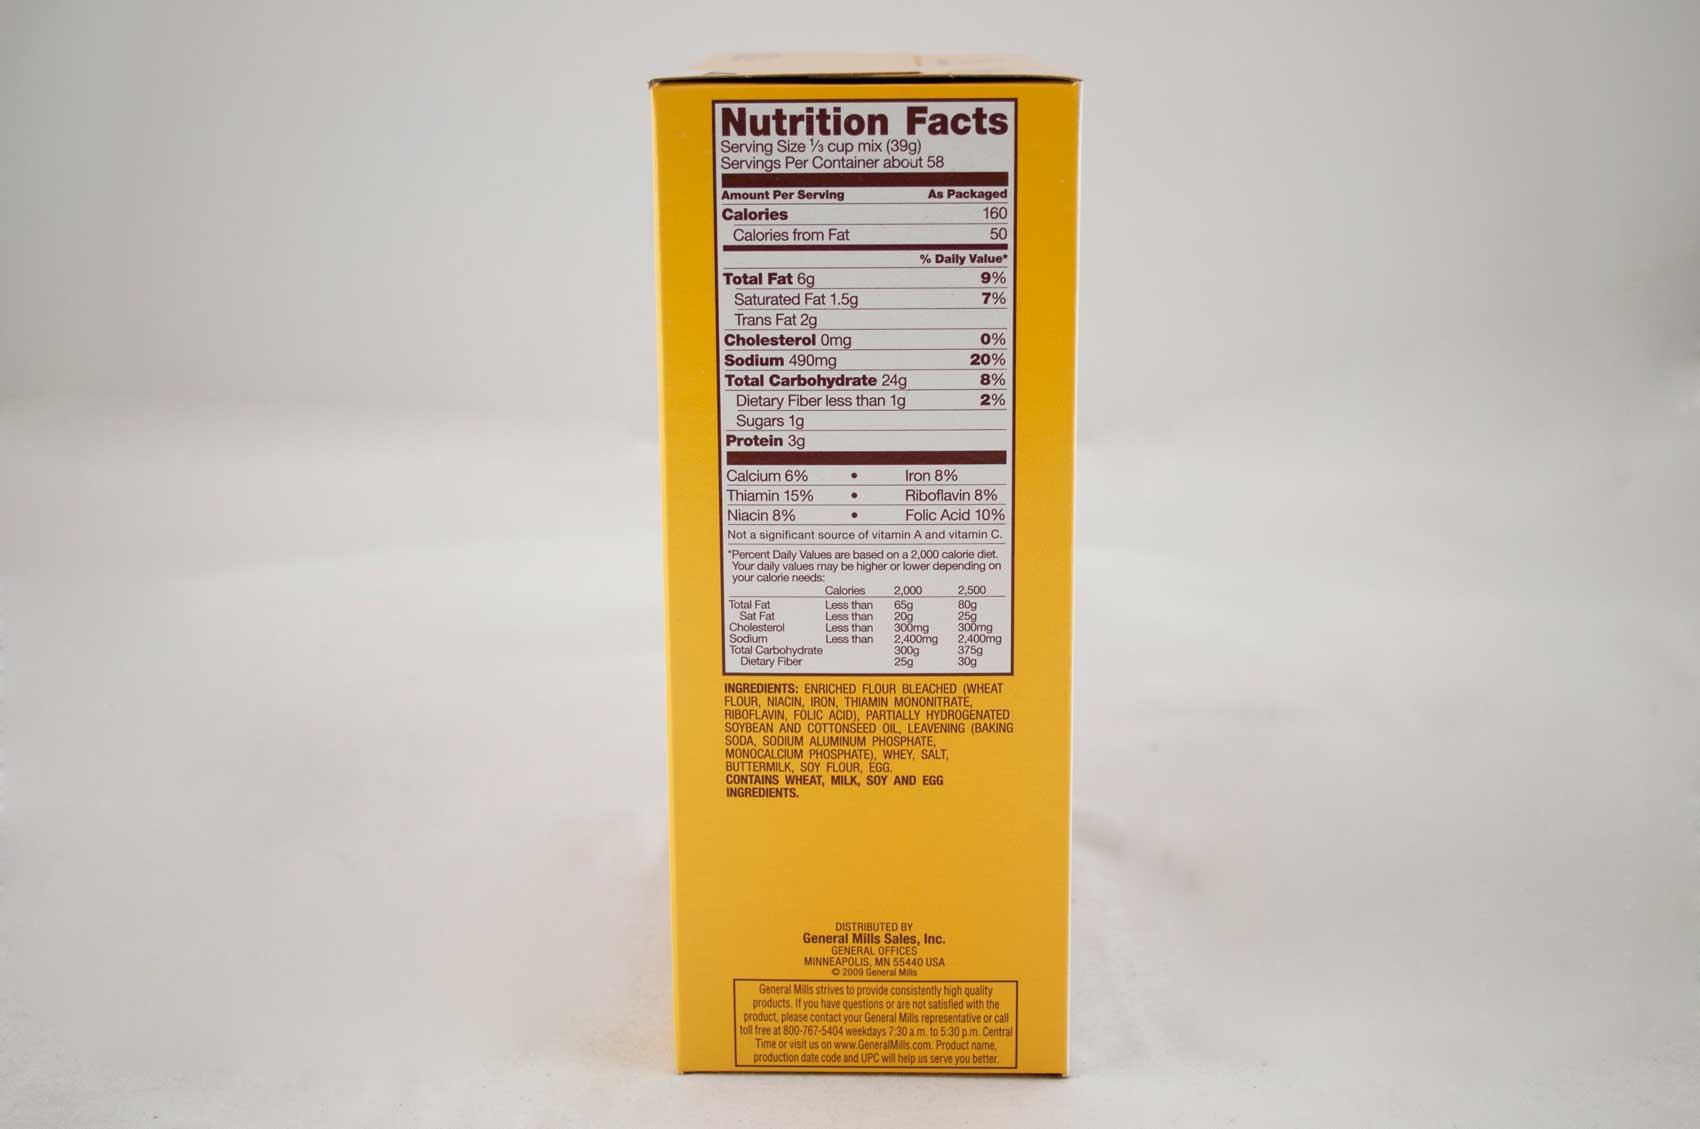 Nutrition Facts
Serving Size ⅓ cup mix (39g)
Servings Per Container about 58
Amount Per Serving As Packaged
Calories 160
Calories from Fat 50
% Daily Value*
Total Fat 6g 9%
Saturated Fat 1.5g 7%
Trans Fat 2g
Cholesterol 0mg 0%
Sodium 490mg 20%
Total Carbohydrate 24g 8%
Dietary Fiber less than 1g 2%
Sugars 1g
Protein 3g
Calcium 6% • Iron 8%
Thiamin 15% • Riboflavin 8%
Niacin 8% • Folic Acid 10%
Not a significant source of vitamin A and vitamin C.
*Percent Daily Values are based on a 2,000 calorie diet.
Your daily values may be higher or lower depending on
your calorie needs:
Calories 2,000 2,500
Total Fat Less than 65g 80g
Sat Fat Less than 20g 25g
Cholesterol Less than 300mg 300mg
Sodium Less than 2,400mg 2,400mg
Total Carbohydrate 300g 375g
Dietary Fiber 25g 30g
INGREDIENTS: ENRICHED FLOUR BLEACHED (WHEAT
FLOUR, NIACIN, IRON, THIAMIN MONONITRATE,
RIBOFLAVIN, FOLIC ACID), PARTIALLY HYDROGENATED
SOYBEAN AND COTTONSEED OIL, LEAVENING (BAKING
SODA, SODIUM ALUMINUM PHOSPHATE,
MONOCALCIUM PHOSPHATE), WHEY, SALT,
BUTTERMILK, SOY FLOUR, EGG.
CONTAINS WHEAT, MILK, SOY AND EGG
INGREDIENTS.
DISTRIBUTED BY
General Mills Sales, Inc.
GENERAL OFFICES
MINNEAPOLIS, MN 55440 USA
© 2009 General Mills
General Mills strives to provide consistently high quality
products. If you have questions or are not satisfied with the
product, please contact your General Mills representative or call
toll free at 800-767-5404 weekdays 7:30 a.m. to 5:30 p.m. Central
Time or visit us on www.GeneralMills.com. Product name,
production date code and UPC will help us serve you better.